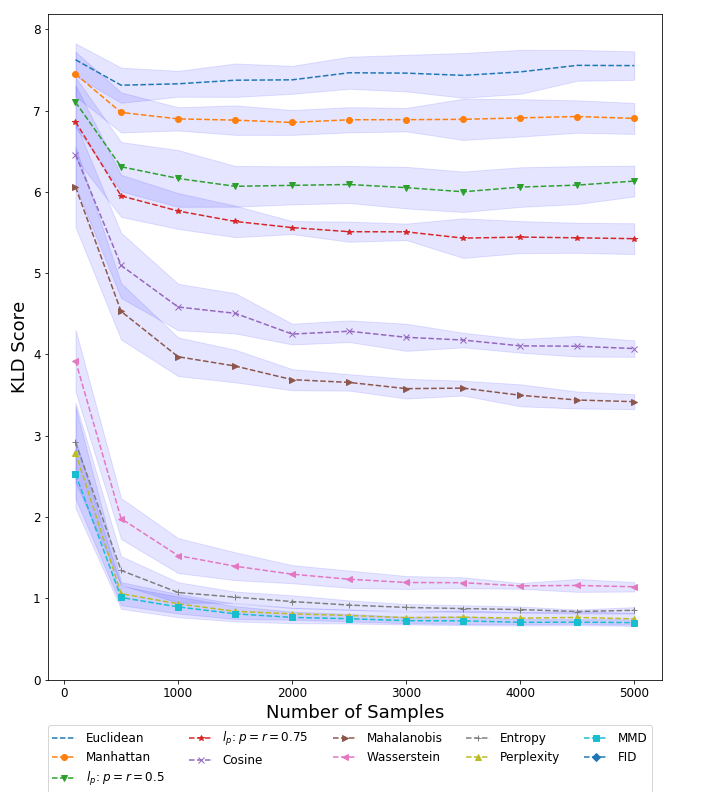 8
7
6
5
4
3
2
1
0
KLD Score
0 1000 2000 3000 4000 5000
Number of Samples
Euclidean
Manhattan
l_p: p = r = 0.5
l_p: p = r = 0.75
Cosine
Mahalanobis
Wasserstein
Entropy
Perplexity
MMD
FID